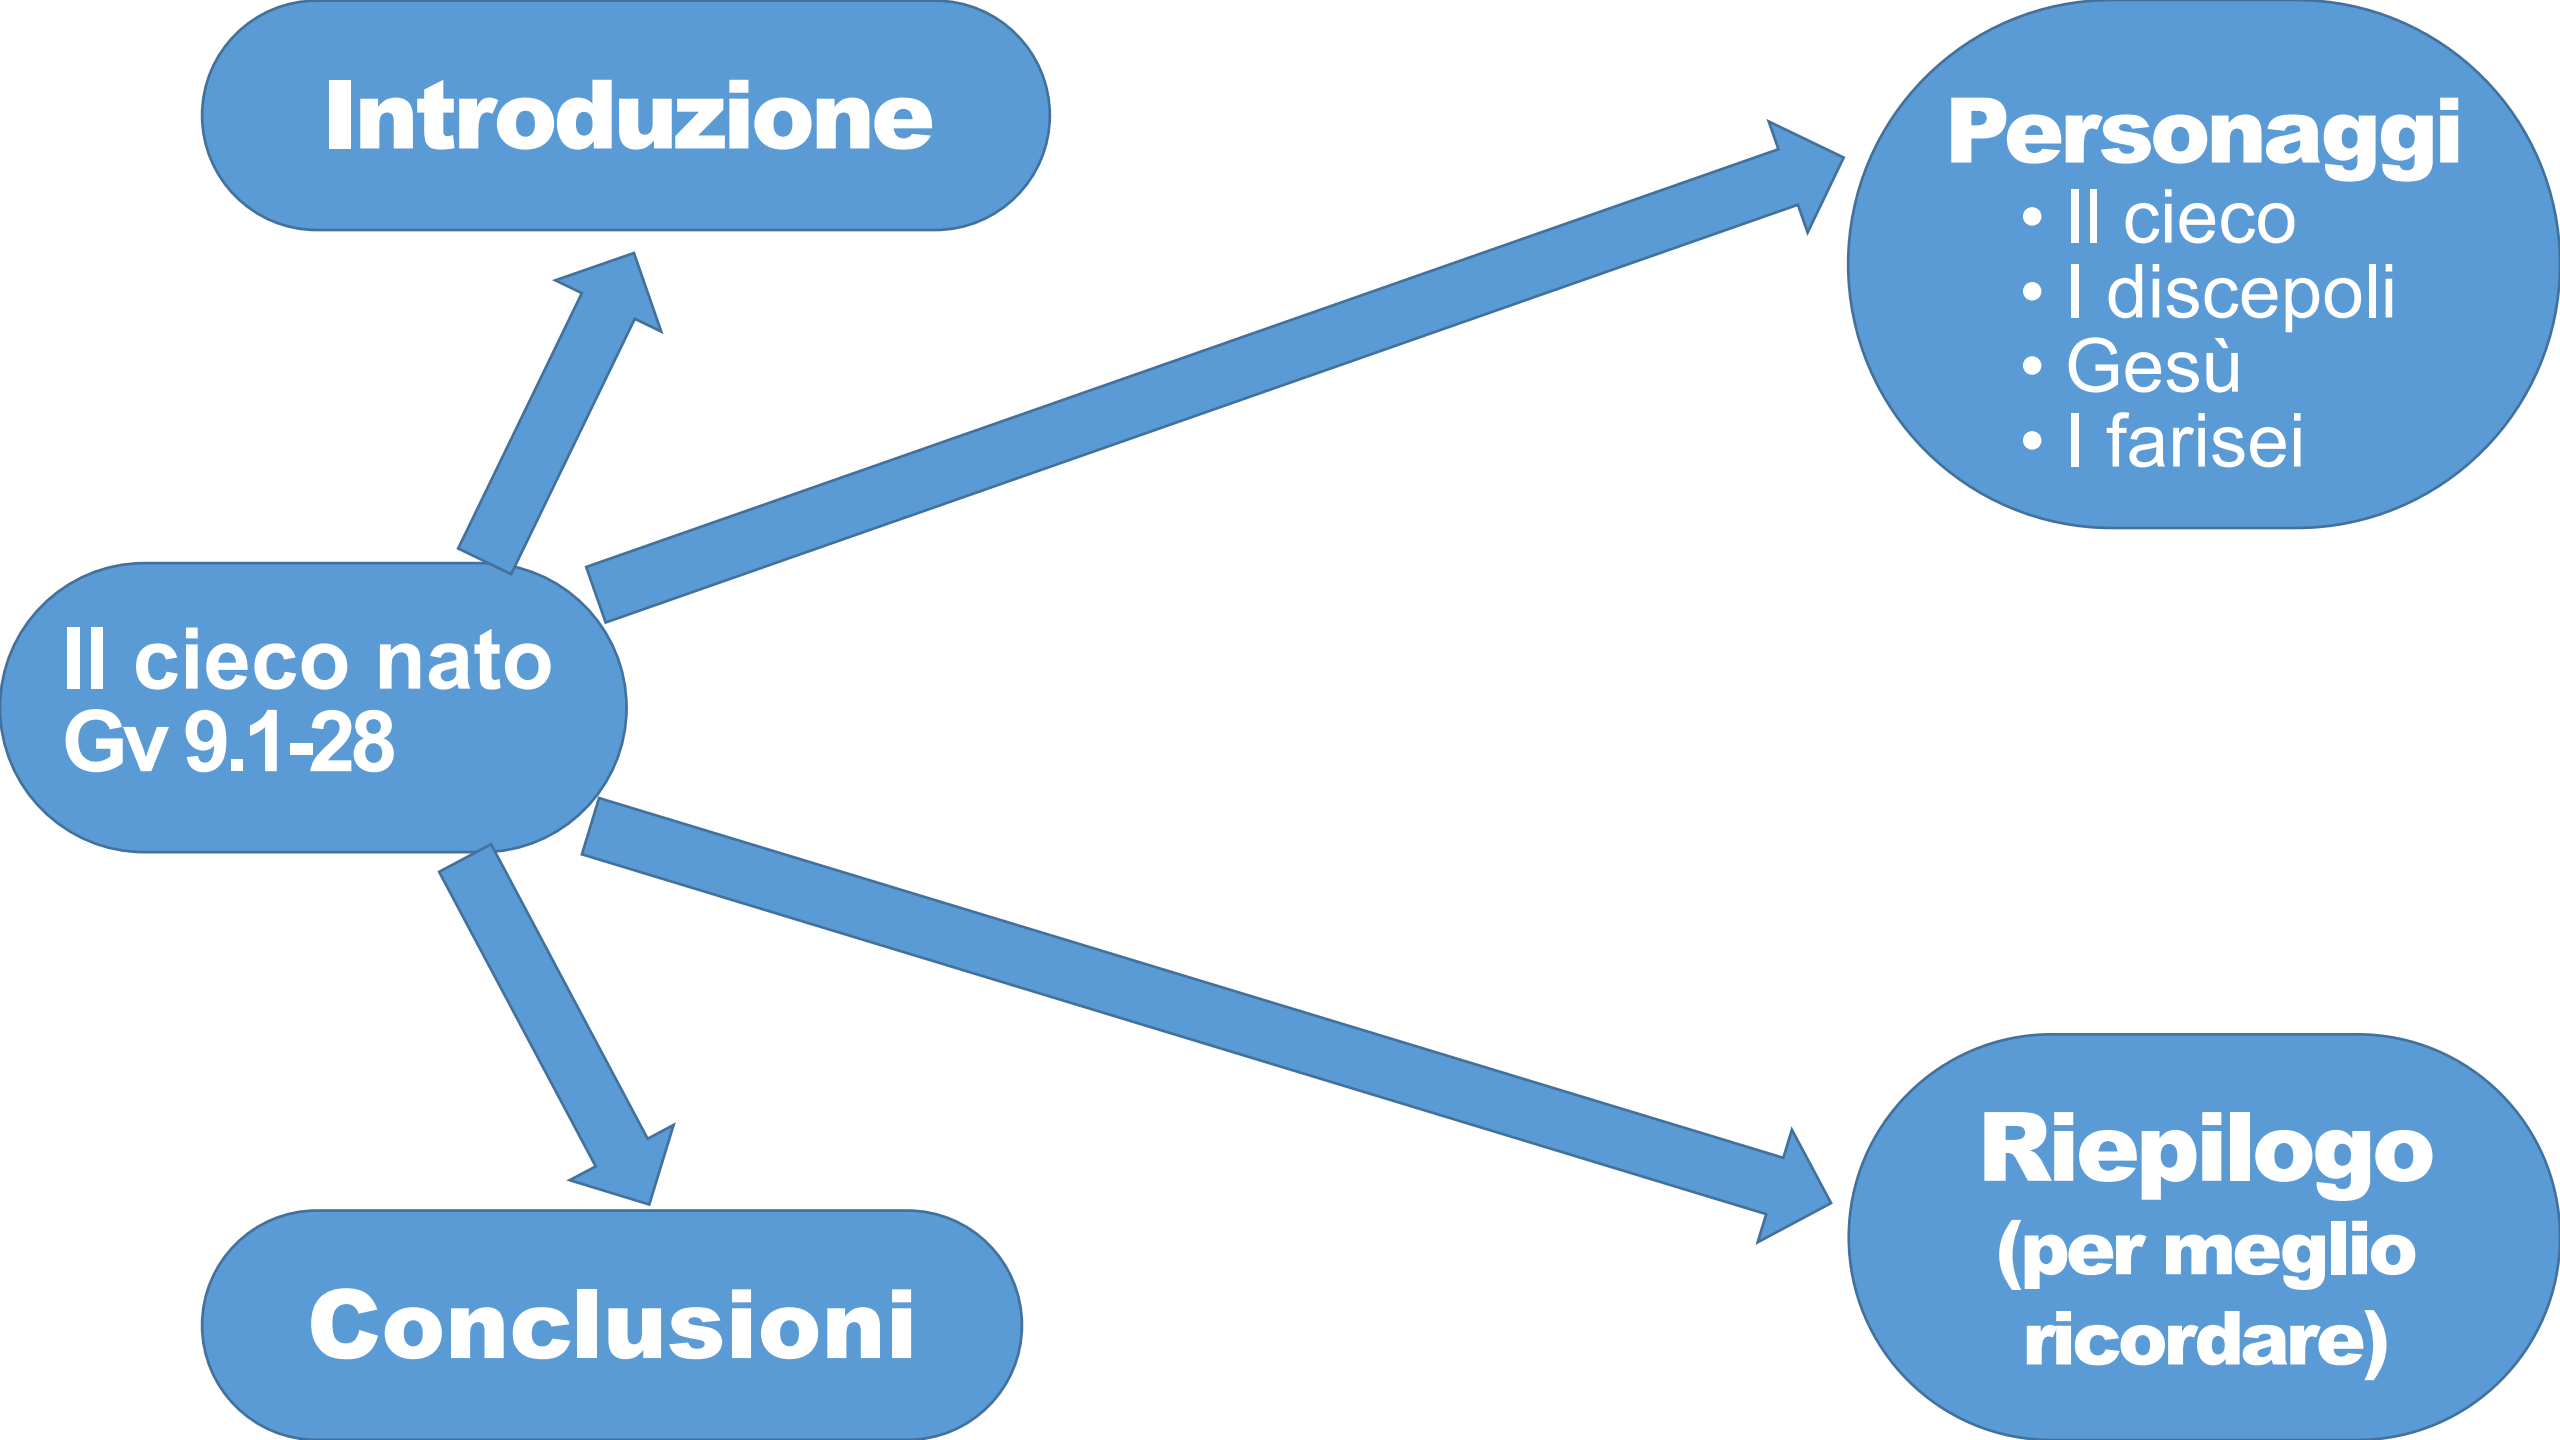 Introduzione
Personaggi
• Il cieco
• I discepoli
• Gesù
• I farisei
Il cieco nato
Gv 9.1-28
Riepilogo
(per meglio
ricordare)
Conclusioni